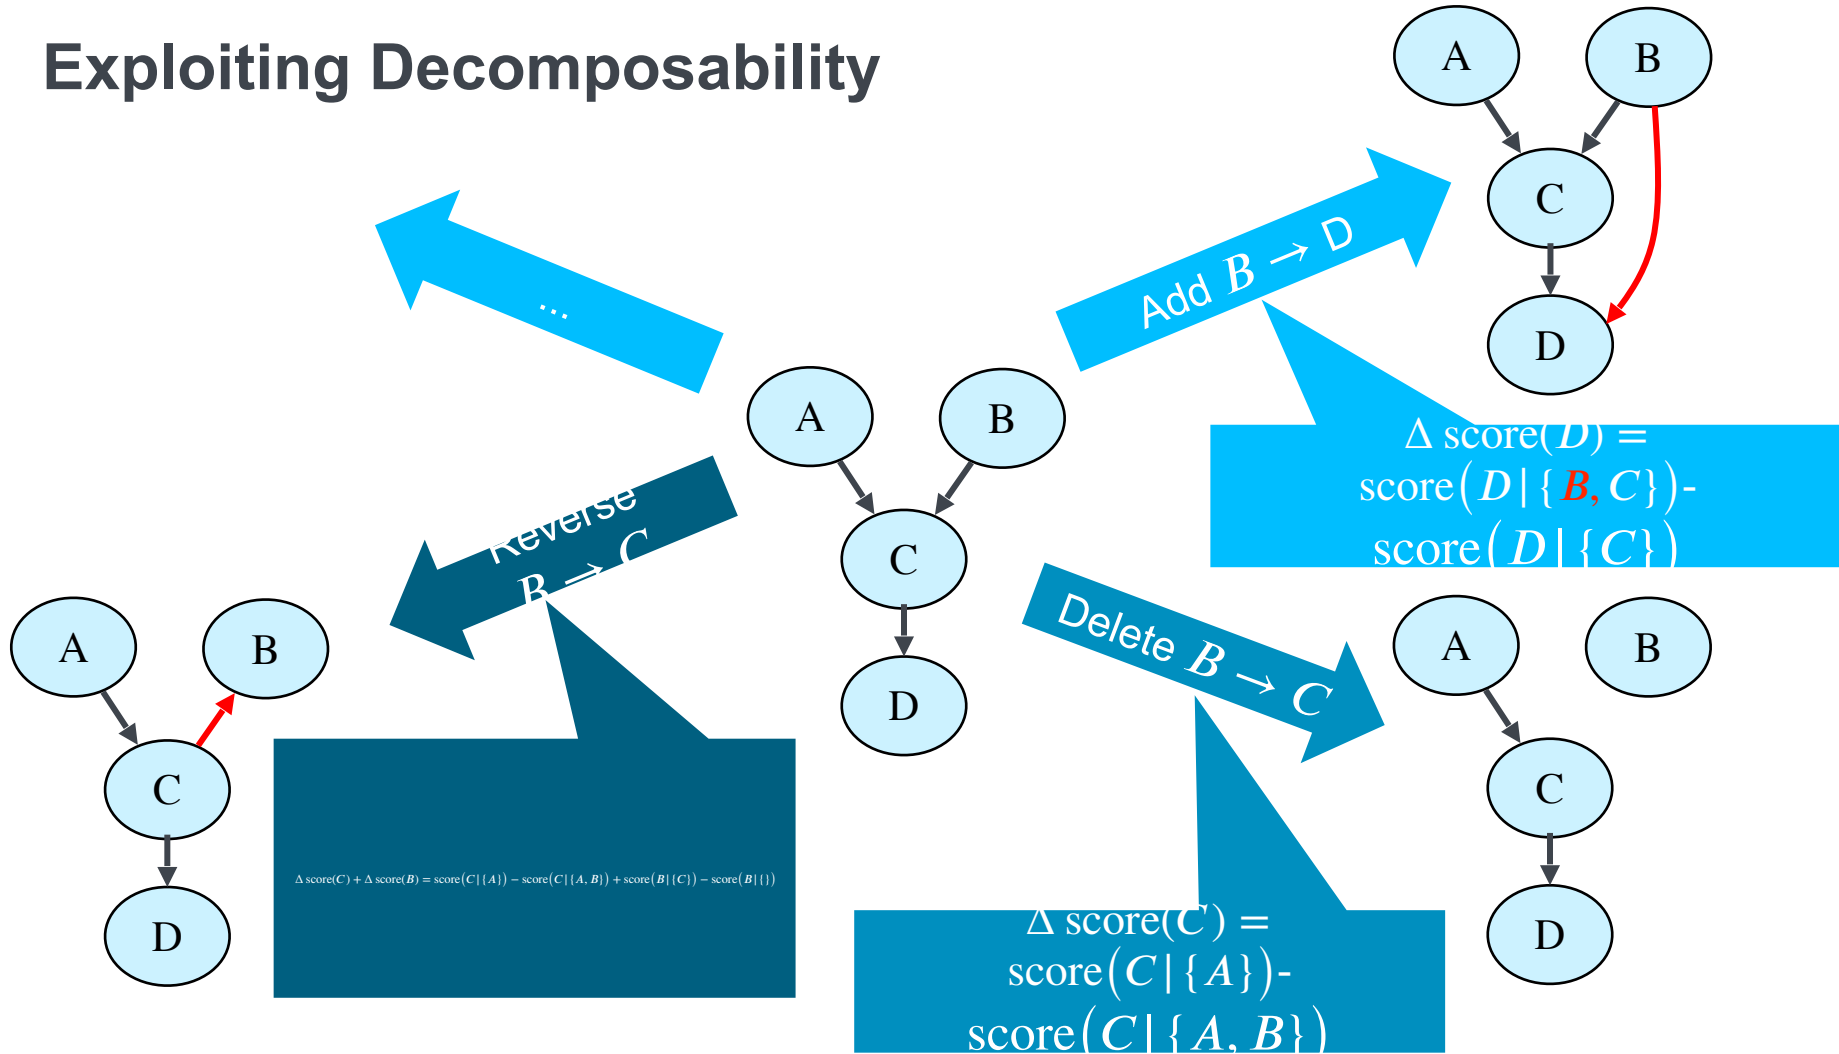 Exploiting Decomposability
A
B
C
D
Add B → D
...
A
B
C
D
Δ score(D) =
score(D | {B, C})-
score(D | {C})
Reverse
B → C
Delete B → C
A
B
C
D
A
B
C
D
Δ score(C) + Δ score(B) = score(C | {A}) − score(C | {A, B}) + score(B | {C}) − score(B | {})
Δ score(C) =
score(C | {A})-
score(C | {A, B})